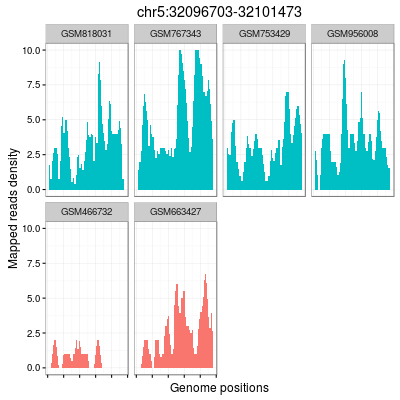 chr5:32096703-32101473
GSM818031 GSM767343 GSM753429 GSM956008
10.0
7.5
5.0
2.5
0.0
Mapped reads density
GSM466732 GSM663427
10.0
7.5
5.0
2.5
0.0
Genome positions